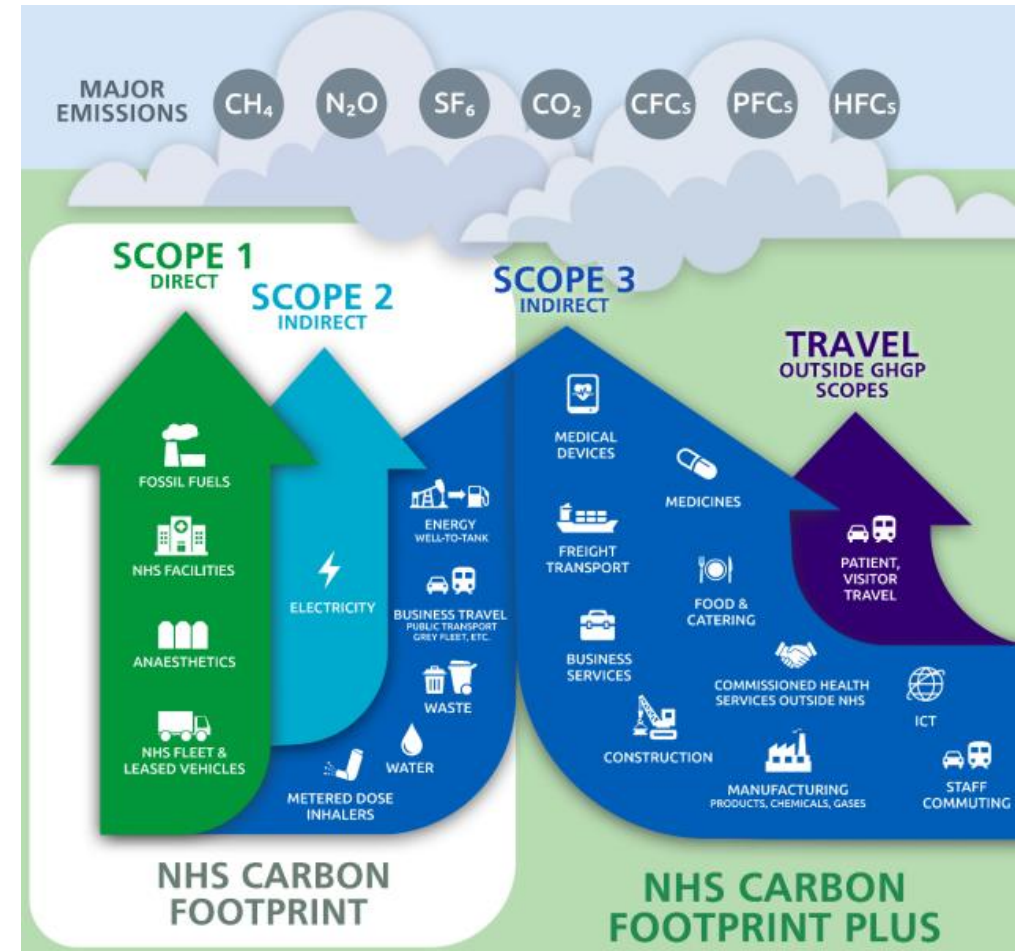 MAJOR
EMISSIONS
CH₄
N₂O
SF₆
CO₂
CFCs
PFCs
HFCs
SCOPE 1
DIRECT
FOSSIL FUELS
NHS FACILITIES
ANAESTHETICS
NHS FLEET &
LEASED VEHICLES
SCOPE 2
INDIRECT
ELECTRICITY
SCOPE 3
INDIRECT
ENERGY
WELL-TO-TANK
BUSINESS TRAVEL
PUBLIC TRANSPORT
GREY FLEET, ETC.
WASTE
WATER
METERED DOSE
INHALERS
MEDICAL
DEVICES
MEDICINES
FREIGHT
TRANSPORT
FOOD &
CATERING
BUSINESS
SERVICES
COMMISSIONED HEALTH
SERVICES OUTSIDE NHS
ICT
CONSTRUCTION
MANUFACTURING
PRODUCTS, CHEMICALS, GASES
STAFF
COMMUTING
TRAVEL
OUTSIDE GHGP
SCOPES
PATIENT,
VISITOR
TRAVEL
NHS CARBON
FOOTPRINT
NHS CARBON
FOOTPRINT PLUS